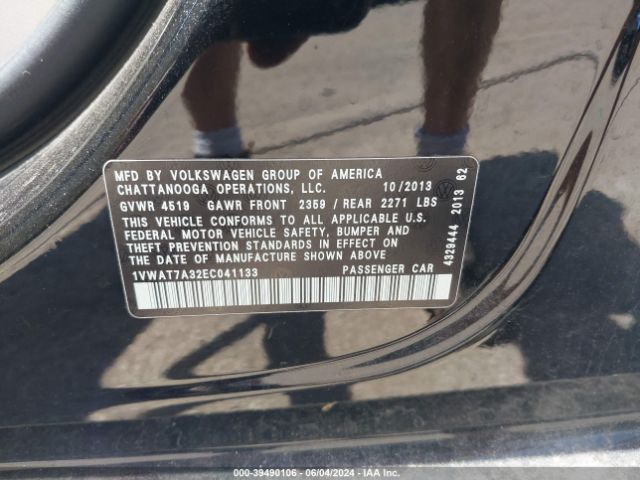 MFD BY VOLKSWAGEN GROUP OF AMERICA
CHATTANOOGA OPERATIONS, LLC. 10/2013
GVWR 4519 GAWR FRONT 2359 / REAR 2271 LBS
THIS VEHICLE CONFORMS TO ALL APPLICABLE U.S.
FEDERAL MOTOR VEHICLE SAFETY, BUMPER AND
THEFT PREVENTION STANDARDS IN EFFECT ON
THE DATE OF MANUFACTURE SHOWN ABOVE
1VWAT7A32EC041133 PASSENGER CAR
4329444 2013 62
000-39490106 - 06/04/2024 - IAA Inc.